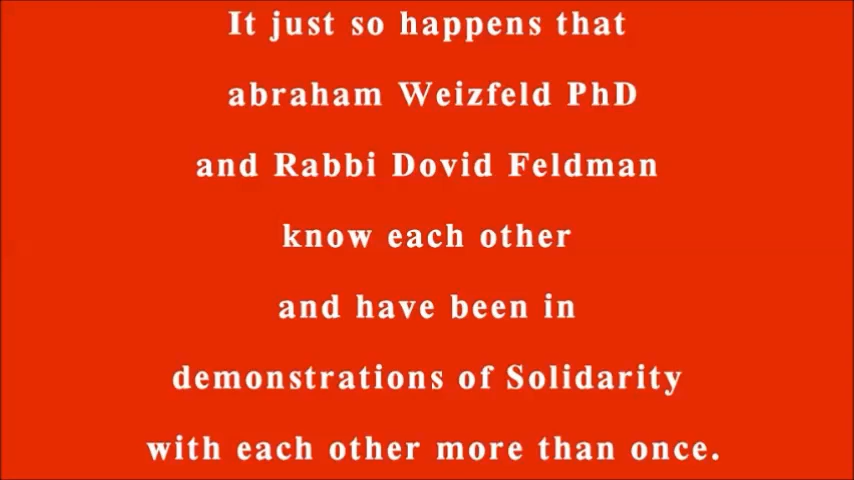 It just so happens that
abraham Weizfeld PhD
and Rabbi Dovid Feldman
know each other
and have been in
demonstrations of Solidarity
with each other more than once.